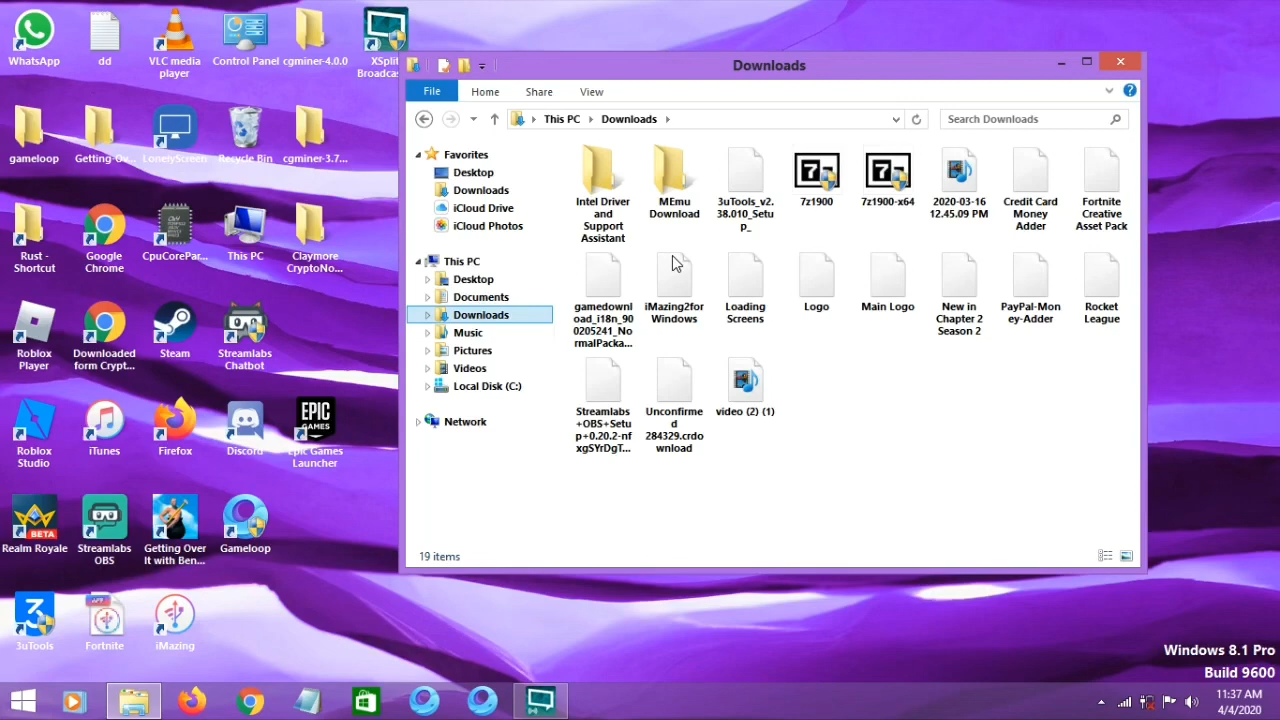 WhatsApp
dd
VLC media
player
Control Panel
cgminer-4.0.0
XSplit
Broadcas
gameloop
Getting-Ov...
LonelyScreen
Recycle Bin
cgminer-3.7...
Rust -
Shortcut
Google
Chrome
CpuCorePar...
This PC
Claymore
CryptoNo...
Roblox
Player
Downloaded
form Crypt...
Steam
Streamlabs
Chatbot
Roblox
Studio
iTunes
Firefox
Discord
EPIC
GAMES
Epic Games
Launcher
BETA
Realm Royale
Streamlabs
OBS
Getting Over
It with Ben...
Gameloop
3uTools
Fortnite
iMazing
Downloads
File
Home
Share
View
This PC
Downloads
Search Downloads
Favorites
Desktop
Downloads
iCloud Drive
iCloud Photos
This PC
Desktop
Documents
Downloads
Music
Pictures
Videos
Local Disk (C:)
Network
Intel Driver
and
Support
Assistant
MEmu
Download
3uTools_v2.
38.010_Setu
p_
7z1900
7z1900-x64
2020-03-16
12.45.09 PM
Credit Card
Money
Adder
Fortnite
Creative
Asset Pack
gamedownl
oad_i18n_90
0205241_No
rmalPacka...
iMazing2for
Windows
Loading
Screens
Logo
Main Logo
New in
Chapter 2
Season 2
PayPal-Mon
ey-Adder
Rocket
League
Streamlabs
+OBS+Setu
p+0.20.2-nf
xgSYrDgT...
Unconfirme
d
284329.crdo
wnload
video (2) (1)
19 items
Windows 8.1 Pro
Build 9600
11:37 AM
4/4/2020